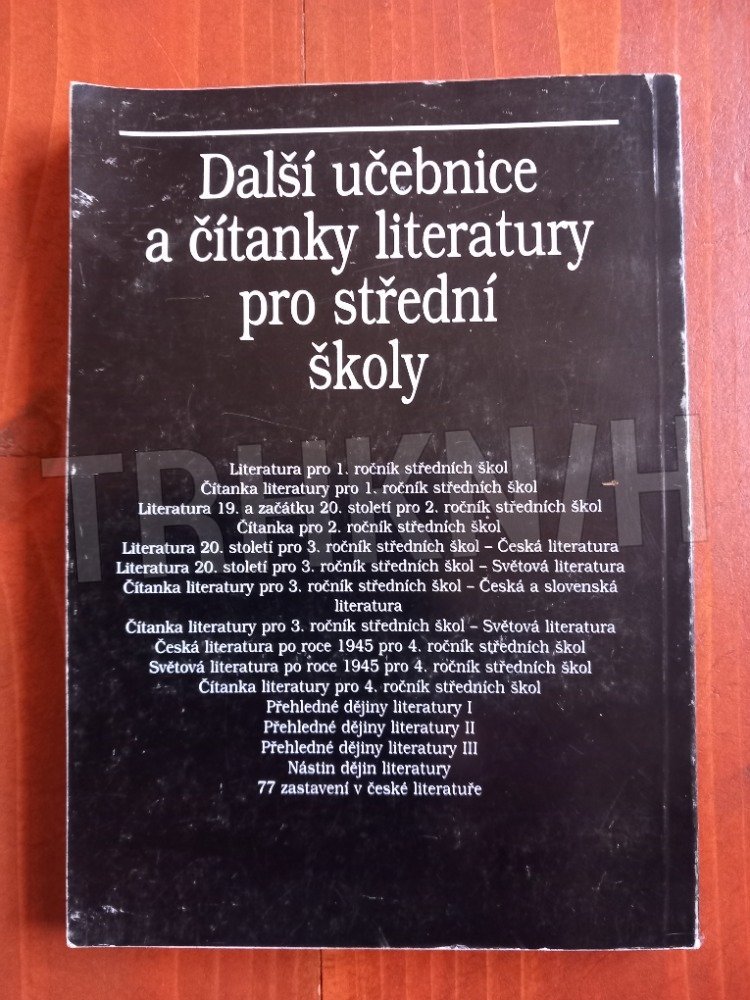 Další učebnice
a čítanky literatury
pro střední
školy
TRHKNIH
Literatura pro 1. ročník středních škol
Čítanka literatury pro 1. ročník středních škol
Literatura 19. a začátku 20. století pro 2. ročník středních škol
Čítanka pro 2. ročník středních škol
Literatura 20. století pro 3. ročník středních škol – Česká literatura
Literatura 20. století pro 3. ročník středních škol – Světová literatura
Čítanka literatury pro 3. ročník středních škol – Česká a slovenská
literatura
Čítanka literatury pro 3. ročník středních škol – Světová literatura
Česká literatura po roce 1945 pro 4. ročník středních škol
Světová literatura po roce 1945 pro 4. ročník středních škol
Čítanka literatury pro 4. ročník středních škol
Přehledné dějiny literatury I
Přehledné dějiny literatury II
Přehledné dějiny literatury III
Nástin dějin literatury
77 zastavení v české literatuře